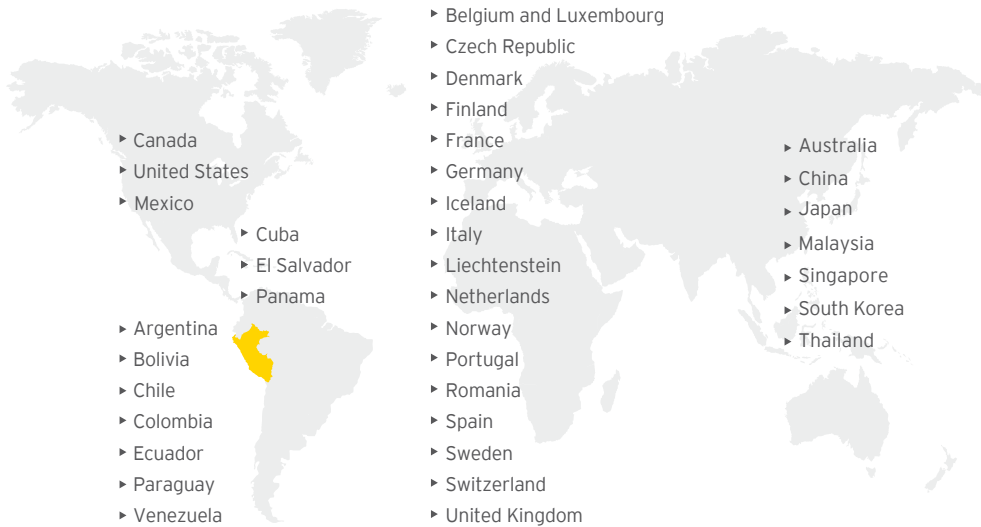 ▸ Canada
▸ United States
▸ Mexico
▸ Cuba
▸ El Salvador
▸ Panama
▸ Argentina
▸ Bolivia
▸ Chile
▸ Colombia
▸ Ecuador
▸ Paraguay
▸ Venezuela
▸ Belgium and Luxembourg
▸ Czech Republic
▸ Denmark
▸ Finland
▸ France
▸ Germany
▸ Iceland
▸ Italy
▸ Liechtenstein
▸ Netherlands
▸ Norway
▸ Portugal
▸ Romania
▸ Spain
▸ Sweden
▸ Switzerland
▸ United Kingdom
▸ Australia
▸ China
▸ Japan
▸ Malaysia
▸ Singapore
▸ South Korea
▸ Thailand